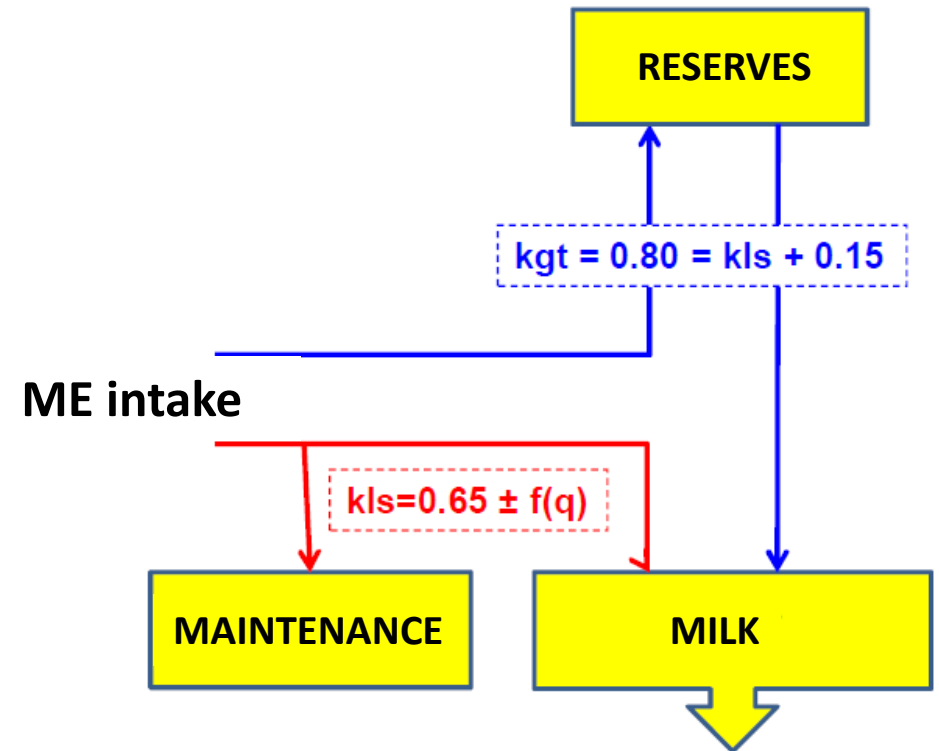 RESERVES
kgt = 0.80 = kls + 0.15
ME intake
kls=0.65 ± f(q)
MAINTENANCE
MILK